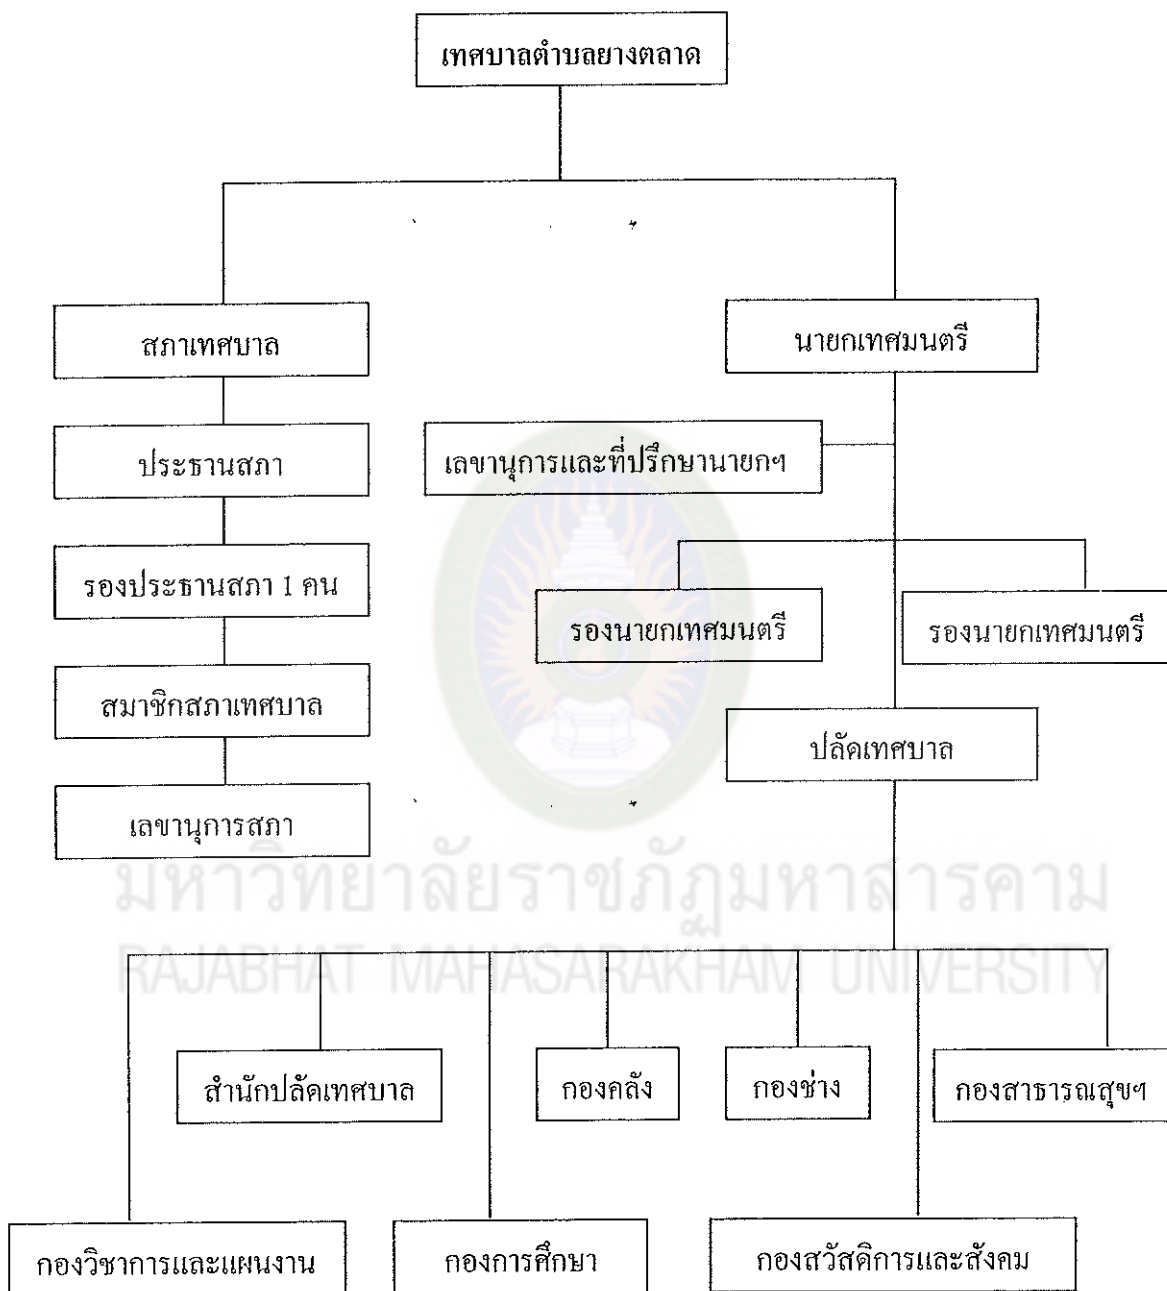 เทศบาลตำบลยางตลาด
สภาเทศบาล
นายกเทศมนตรี
ประธานสภา
เลขานุการและที่ปรึกษานายกฯ
รองประธานสภา 1 คน
รองนายกเทศมนตรี
รองนายกเทศมนตรี
สมาชิกสภาเทศบาล
ปลัดเทศบาล
เลขานุการสภา
มหาวิทยาลัยราชภัฏมหาสารคาม
RAJABHAT MAHASARAKHAM UNIVERSITY
สำนักปลัดเทศบาล
กองคลัง
กองช่าง
กองสาธารณสุขฯ
กองวิชาการและแผนงาน
กองการศึกษา
กองสวัสดิการและสังคม